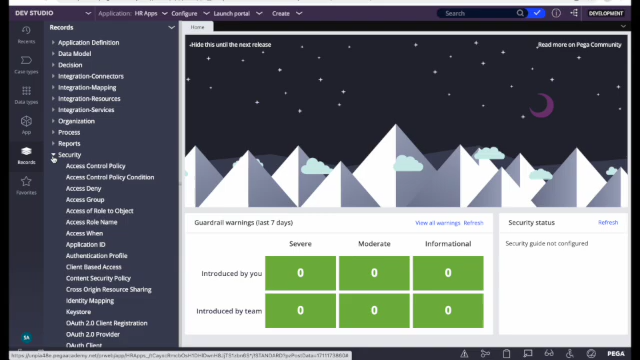 DEV STUDIO
Application: HR Apps
Configure
Launch portal
Create
Search
DEVELOPMENT
Recents
Case types
Data types
App
Records
Favorites
SA
Records
Application Definition
Data Model
Decision
Integration-Connectors
Integration-Mapping
Integration-Resources
Integration-Services
Organization
Process
Reports
Security
Access Control Policy
Access Control Policy Condition
Access Deny
Access Group
Access of Role to Object
Access Role Name
Access When
Application ID
Authentication Profile
Client Based Access
Content Security Policy
Cross Origin Resource Sharing
Identity Mapping
Keystore
OAuth 2.0 Client Registration
OAuth 2.0 Provider
OAuth Client
Home
Hide this until the next release
Read more on Pega Community
Guardrail warnings (last 7 days)
View all warnings Refresh
Severe Moderate Informational
Introduced by you 0 0 0
Introduced by team 0 0 0
Security status
Refresh
Security guide not configured
PEGA